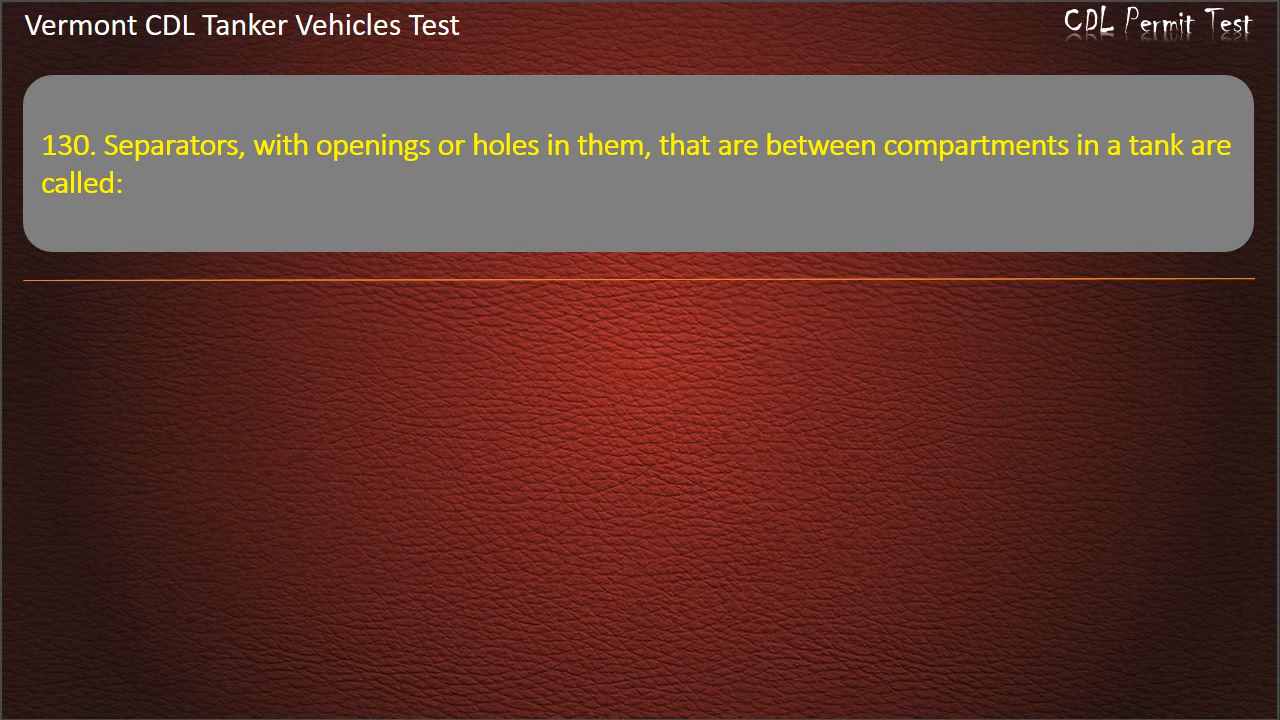 Vermont CDL Tanker Vehicles Test
CDL Permit Test
130. Separators, with openings or holes in them, that are between compartments in a tank are
called: